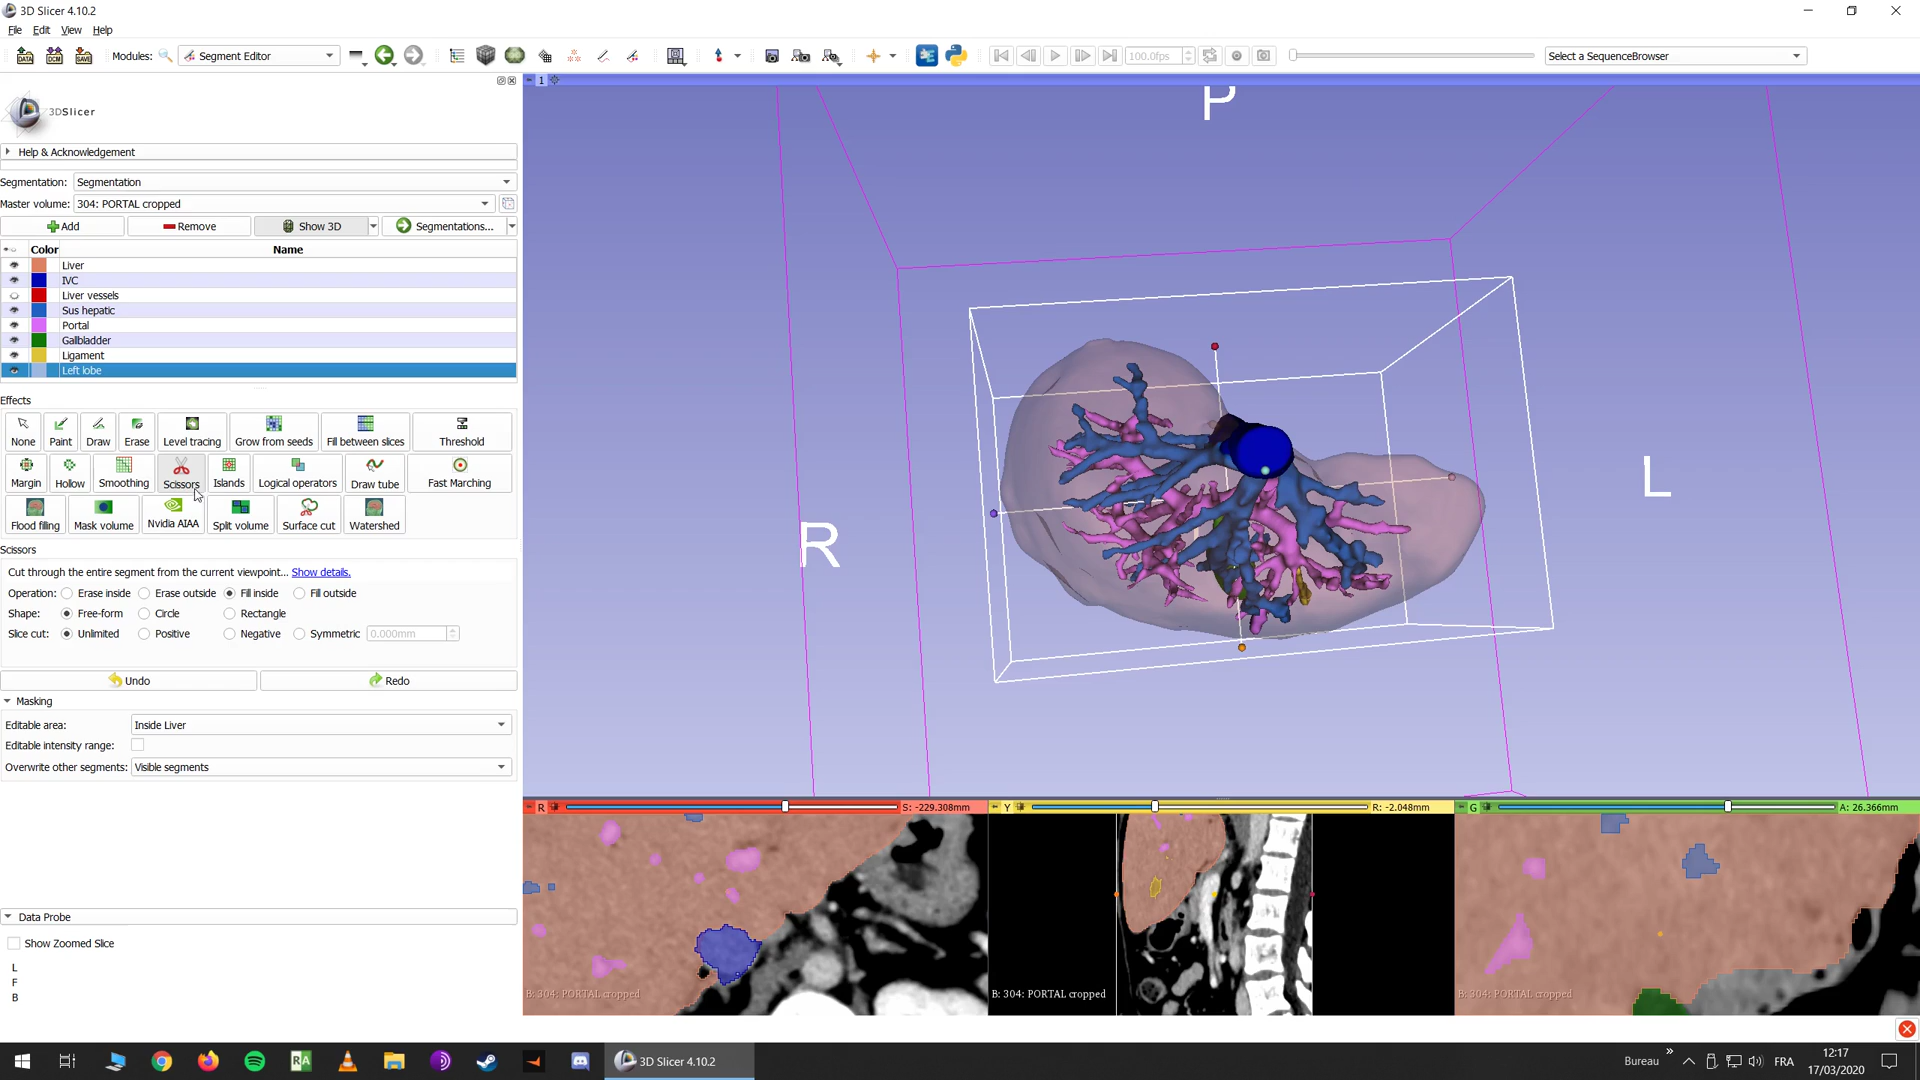 3D Slicer 4.10.2
File Edit View Help
DATA DCM SAVE Modules: Segment Editor 100.0fps Select a SequenceBrowser
1
3DSlicer
Help & Acknowledgement
Segmentation: Segmentation
Master volume: 304: PORTAL cropped
Add Remove Show 3D Segmentations...
Color Name
Liver
IVC
Liver vessels
Sus hepatic
Portal
Gallbladder
Ligament
Left lobe
Effects
None Paint Draw Erase Level tracing Grow from seeds Fill between slices Threshold
Margin Hollow Smoothing Scissors Islands Logical operators Draw tube Fast Marching
Flood filling Mask volume Nvidia AIAA Split volume Surface cut Watershed
Scissors
Cut through the entire segment from the current viewpoint... Show details.
Operation: Erase inside Erase outside Fill inside Fill outside
Shape: Free-form Circle Rectangle
Slice cut: Unlimited Positive Negative Symmetric 0.000mm
Undo Redo
Masking
Editable area: Inside Liver
Editable intensity range:
Overwrite other segments: Visible segments
Data Probe
Show Zoomed Slice
L
F
B
P
R
L
R S: -229.308mm
Y R: -2.048mm
G A: 26.366mm
B: 304: PORTAL cropped
B: 304: PORTAL cropped
B: 304: PORTAL cropped
RA 3D Slicer 4.10.2 Bureau » FRA 12:17
17/03/2020